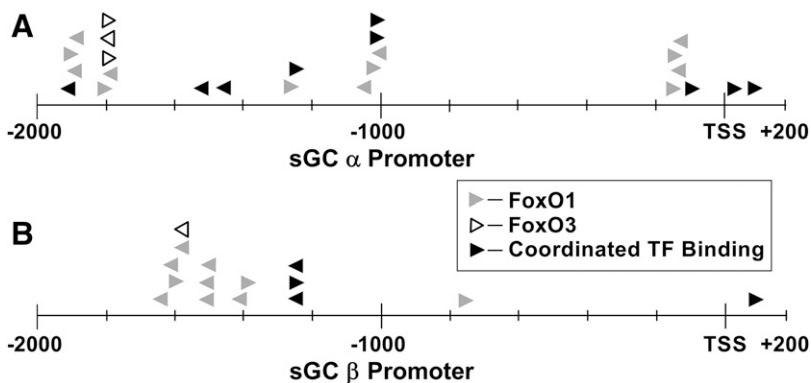 A
-2000 -1000 TSS +200
sGC α Promoter
FoxO1
FoxO3
Coordinated TF Binding
B
-2000 -1000 TSS +200
sGC β Promoter